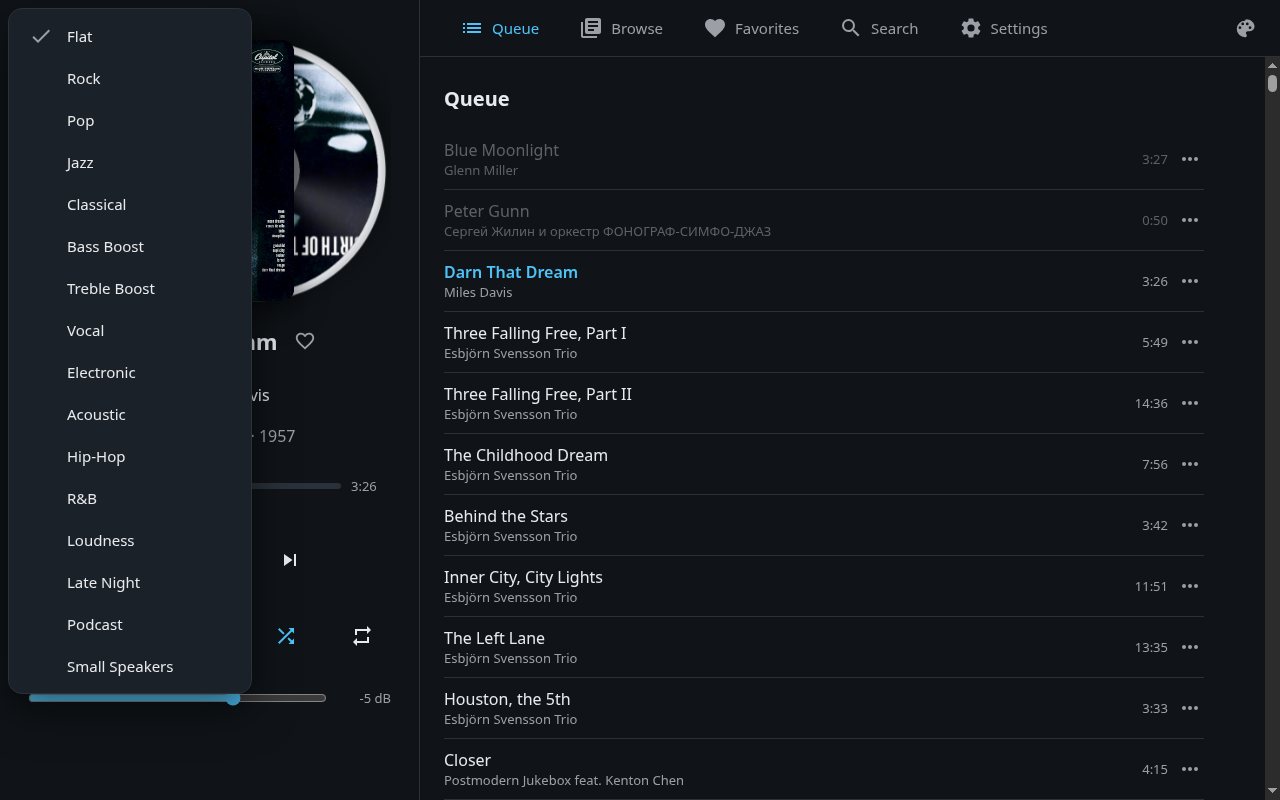 Flat
Rock
Pop
Jazz
Classical
Bass Boost
Treble Boost
Vocal
Electronic
Acoustic
Hip-Hop
R&B
Loudness
Late Night
Podcast
Small Speakers
Capitol
RTH OF
am
vis
· 1957
3:26
-5 dB
Queue
Browse
Favorites
Search
Settings
Queue
Blue Moonlight
Glenn Miller
3:27
Peter Gunn
Сергей Жилин и оркестр ФОНОГРАФ-СИМФО-ДЖАЗ
0:50
Darn That Dream
Miles Davis
3:26
Three Falling Free, Part I
Esbjörn Svensson Trio
5:49
Three Falling Free, Part II
Esbjörn Svensson Trio
14:36
The Childhood Dream
Esbjörn Svensson Trio
7:56
Behind the Stars
Esbjörn Svensson Trio
3:42
Inner City, City Lights
Esbjörn Svensson Trio
11:51
The Left Lane
Esbjörn Svensson Trio
13:35
Houston, the 5th
Esbjörn Svensson Trio
3:33
Closer
Postmodern Jukebox feat. Kenton Chen
4:15